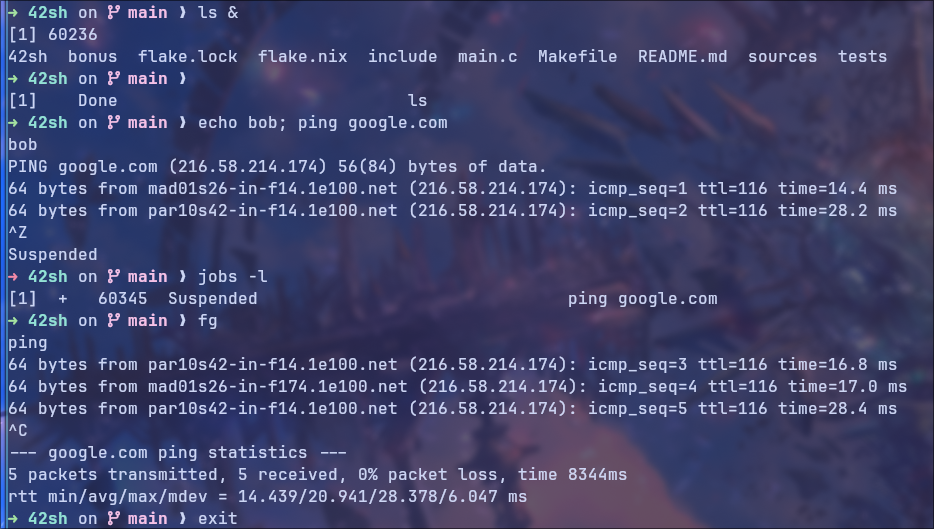 → 42sh on main ❱ ls &
[1] 60236
42sh  bonus  flake.lock  flake.nix  include  main.c  Makefile  README.md  sources  tests
→ 42sh on main ❱
[1]    Done                             ls
→ 42sh on main ❱ echo bob; ping google.com
bob
PING google.com (216.58.214.174) 56(84) bytes of data.
64 bytes from mad01s26-in-f14.1e100.net (216.58.214.174): icmp_seq=1 ttl=116 time=14.4 ms
64 bytes from par10s42-in-f14.1e100.net (216.58.214.174): icmp_seq=2 ttl=116 time=28.2 ms
^Z
Suspended
→ 42sh on main ❱ jobs -l
[1]  +   60345  Suspended                               ping google.com
→ 42sh on main ❱ fg
ping
64 bytes from par10s42-in-f14.1e100.net (216.58.214.174): icmp_seq=3 ttl=116 time=16.8 ms
64 bytes from mad01s26-in-f174.1e100.net (216.58.214.174): icmp_seq=4 ttl=116 time=17.0 ms
64 bytes from par10s42-in-f14.1e100.net (216.58.214.174): icmp_seq=5 ttl=116 time=28.4 ms
^C
--- google.com ping statistics ---
5 packets transmitted, 5 received, 0% packet loss, time 8344ms
rtt min/avg/max/mdev = 14.439/20.941/28.378/6.047 ms
→ 42sh on main ❱ exit